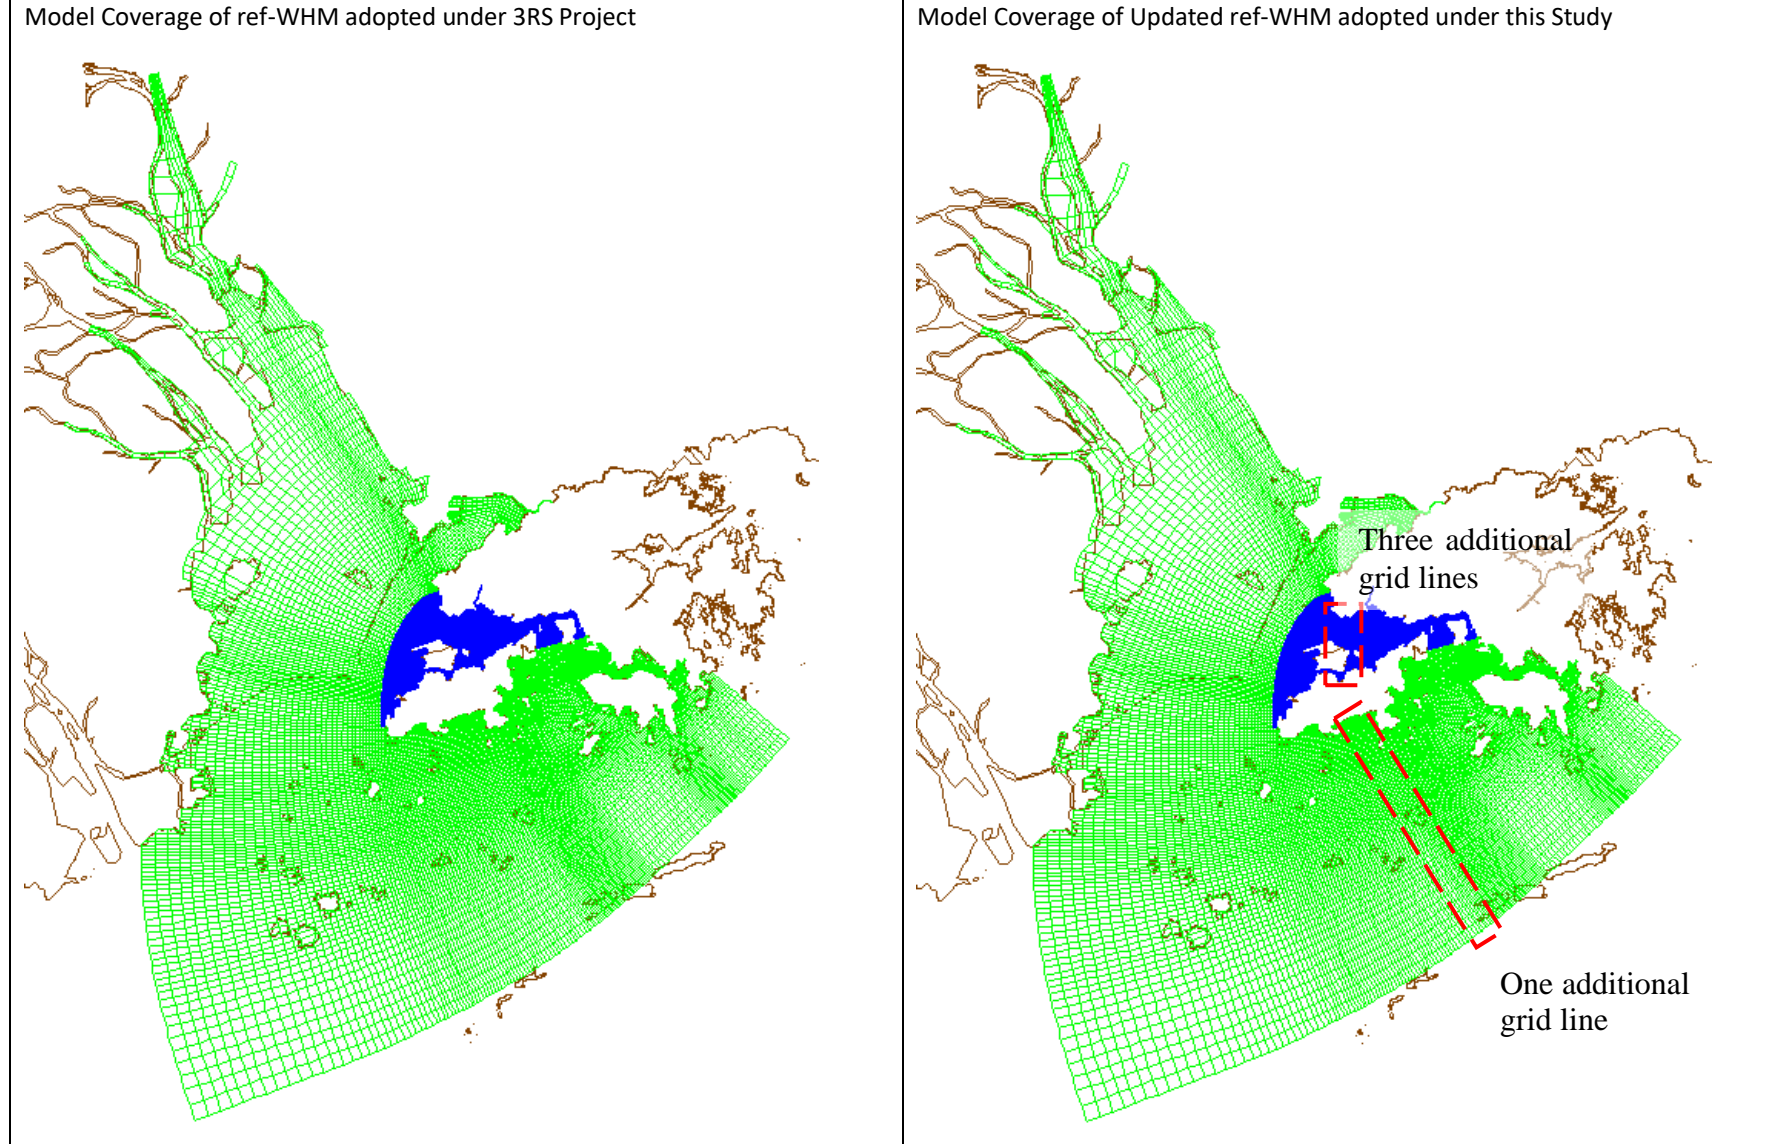 Model Coverage of ref-WHM adopted under 3RS Project
Model Coverage of Updated ref-WHM adopted under this Study
Three additional
grid lines
One additional
grid line